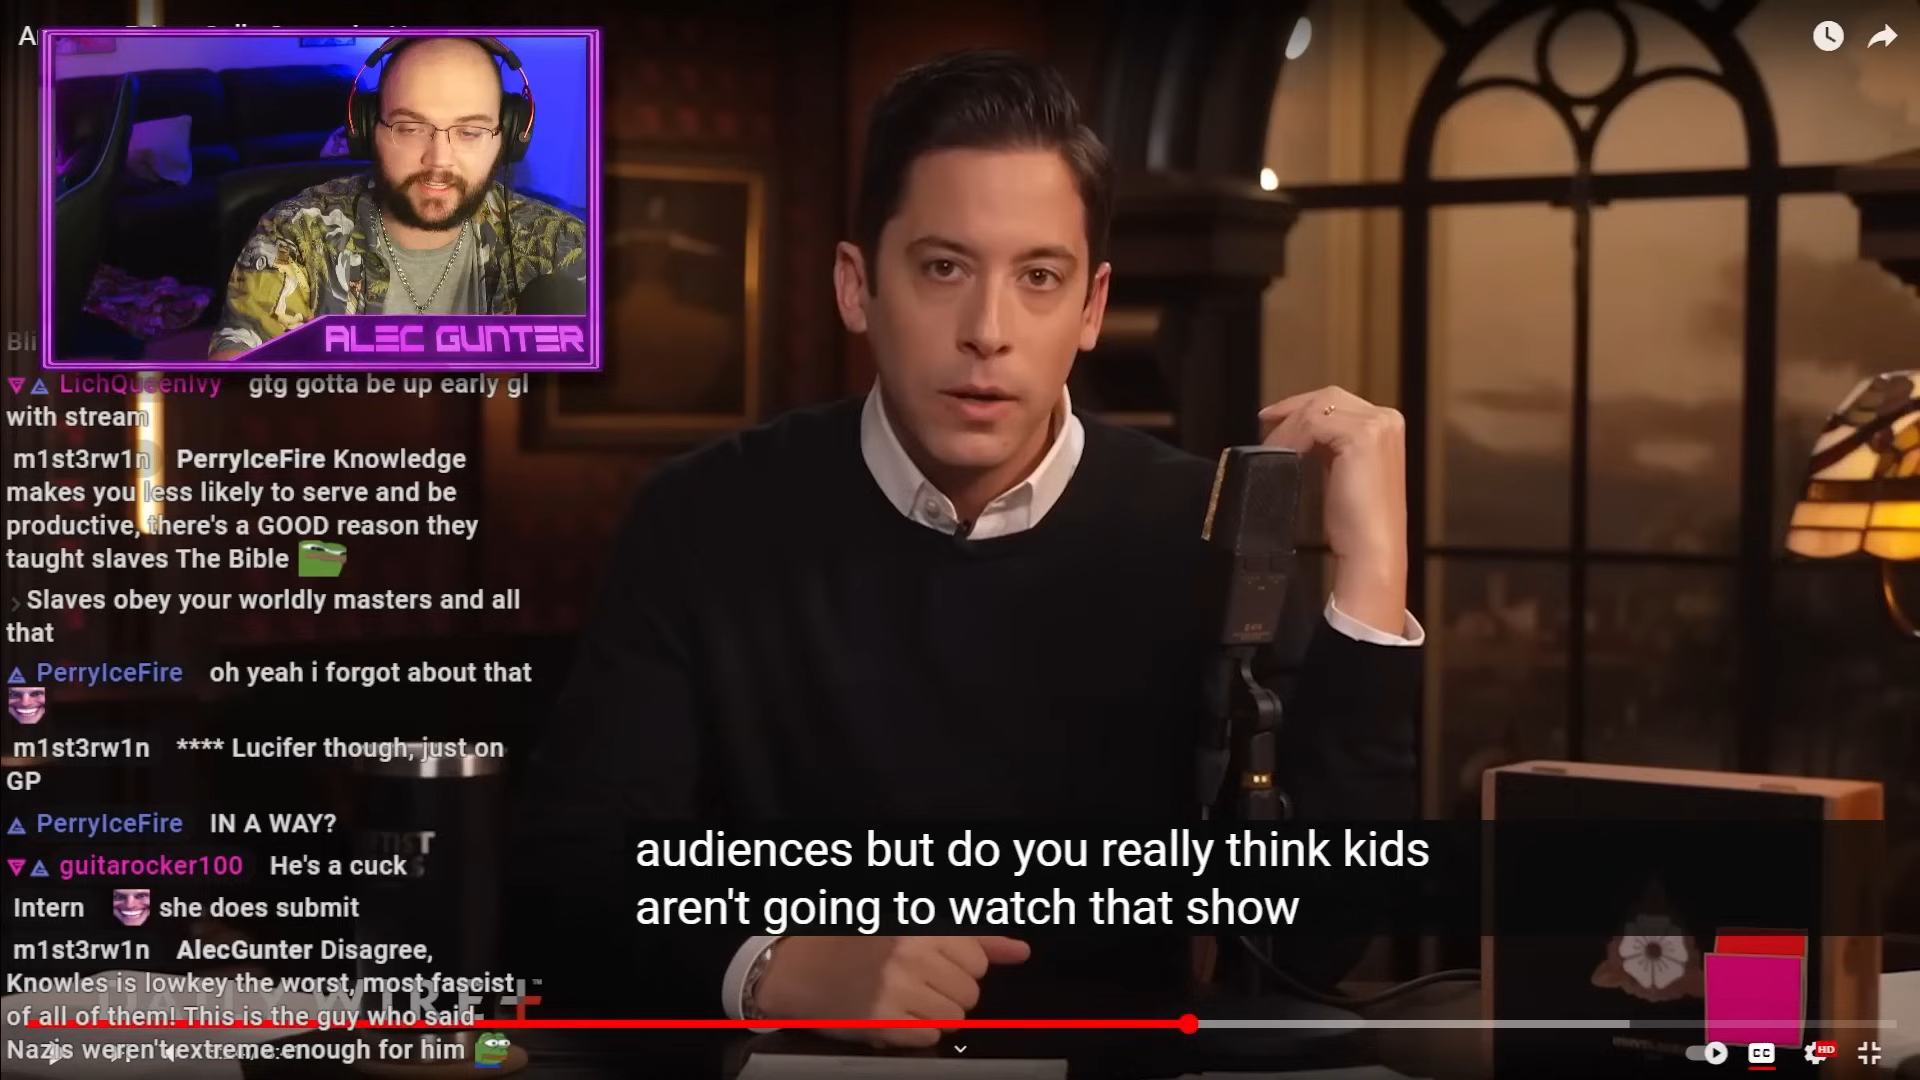 ALEC GUNTER
Bli
LichQueenIvy gtg gotta be up early gl
with stream
m1st3rw1n PerryIceFire Knowledge
makes you less likely to serve and be
productive, there's a GOOD reason they
taught slaves The Bible
Slaves obey your worldly masters and all
that
PerryIceFire oh yeah i forgot about that
m1st3rw1n **** Lucifer though, just on
GP
PerryIceFire IN A WAY?
guitarocker100 He's a cuck
Intern she does submit
m1st3rw1n AlecGunter Disagree,
Knowles is lowkey the worst, most fascist
of all of them! This is the guy who said
Nazis weren't extreme enough for him
audiences but do you really think kids
aren't going to watch that show
DAILY WIRE+
CC
HD